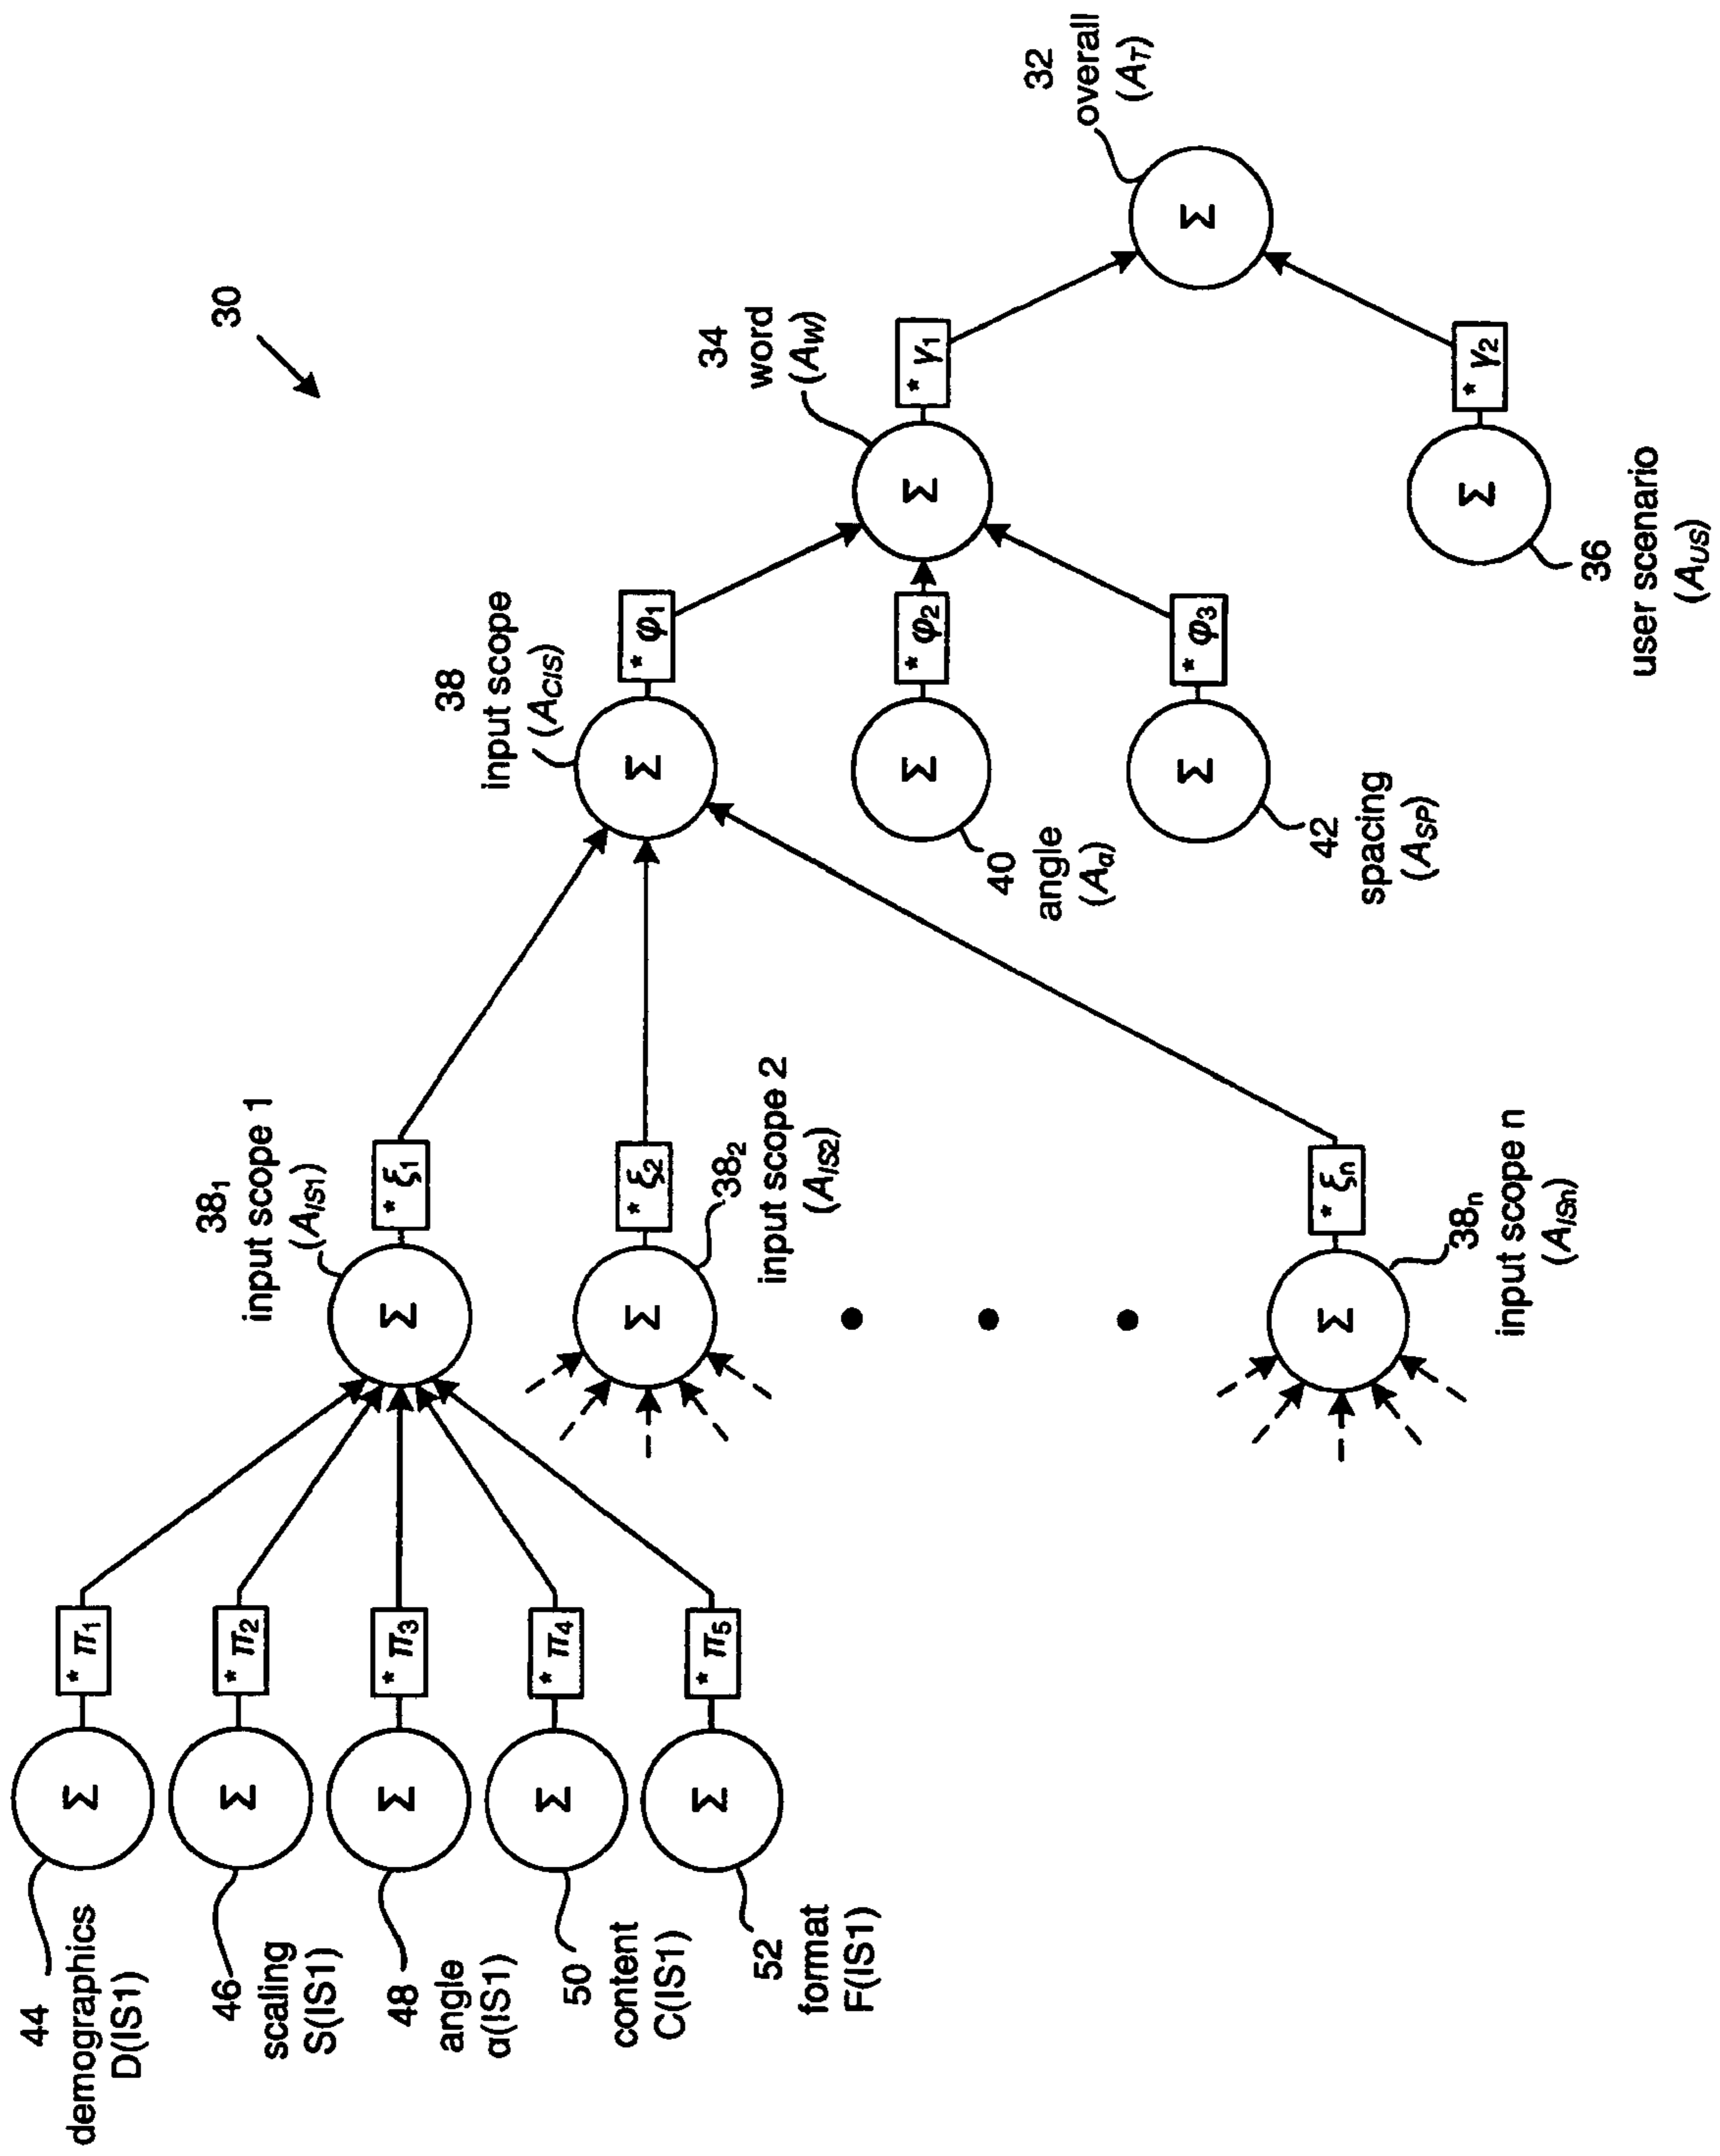 30
44
demographics
D(IS1)
Σ
* π₁
46
scaling
S(IS1)
Σ
* π₂
48
angle
α(IS1)
Σ
* π₃
50
content
C(IS1)
Σ
* π₄
52
format
F(IS1)
Σ
* π₅
38₁
input scope 1
(A_IS1)
Σ
* ξ₁
Σ
* ξ₂
38₂
input scope 2
(A_IS2)
Σ
* ξn
38n
input scope n
(A_ISn)
38
input scope
(A_CIS)
Σ
* φ₁
Σ
* φ₂
40
angle
(A_α)
Σ
* φ₃
42
spacing
(A_SP)
34
word
(A_W)
Σ
* γ₁
Σ
* γ₂
36
user scenario
(A_US)
32
overall
(A_T)
Σ